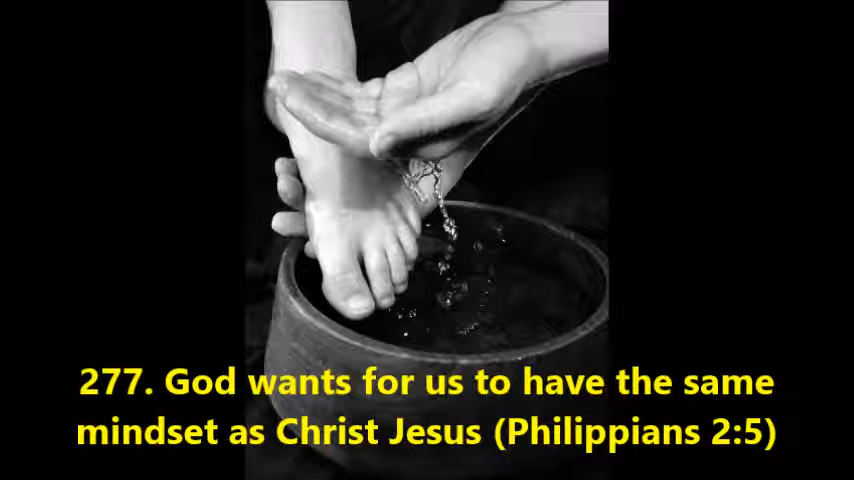 277. God wants for us to have the same
mindset as Christ Jesus (Philippians 2:5)